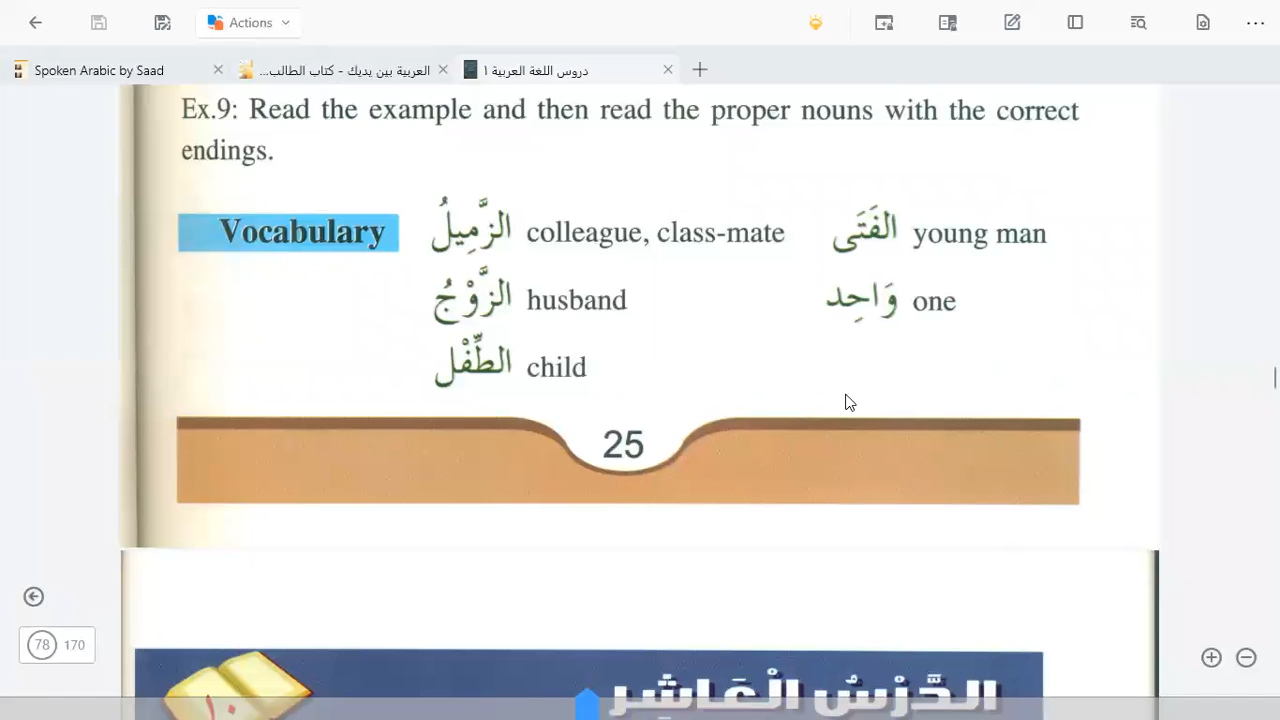 Actions
Spoken Arabic by Saad
العربية بين يديك - كتاب الطالب...
دروس اللغة العربية ١
Ex.9: Read the example and then read the proper nouns with the correct
endings.
Vocabulary
الزَّمِيلُ colleague, class-mate
الفَتَى young man
الزَّوْجُ husband
وَاحِد one
الطِّفْل child
25
78 170
١٠
الدَّرْسُ الْعَاشِر